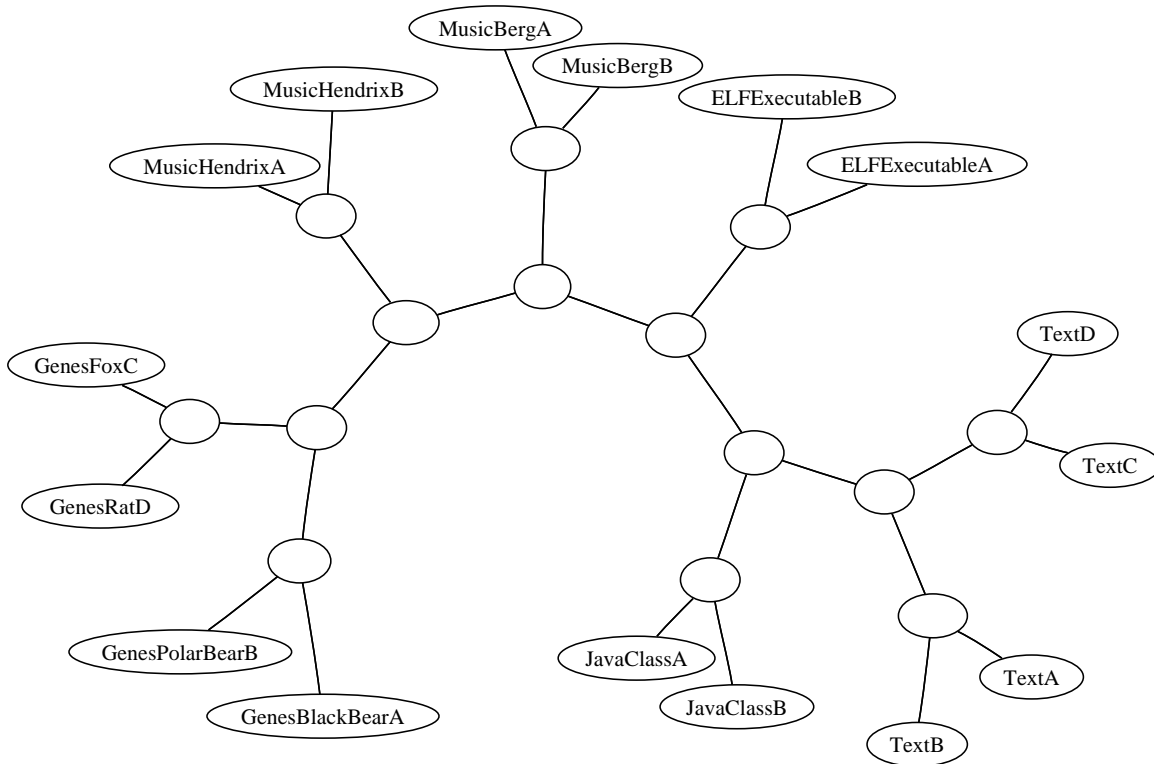 MusicBergA
MusicBergB
MusicHendrixB
ELFExecutableB
MusicHendrixA
ELFExecutableA
TextD
GenesFoxC
TextC
GenesRatD
GenesPolarBearB
JavaClassA
TextA
JavaClassB
GenesBlackBearA
TextB